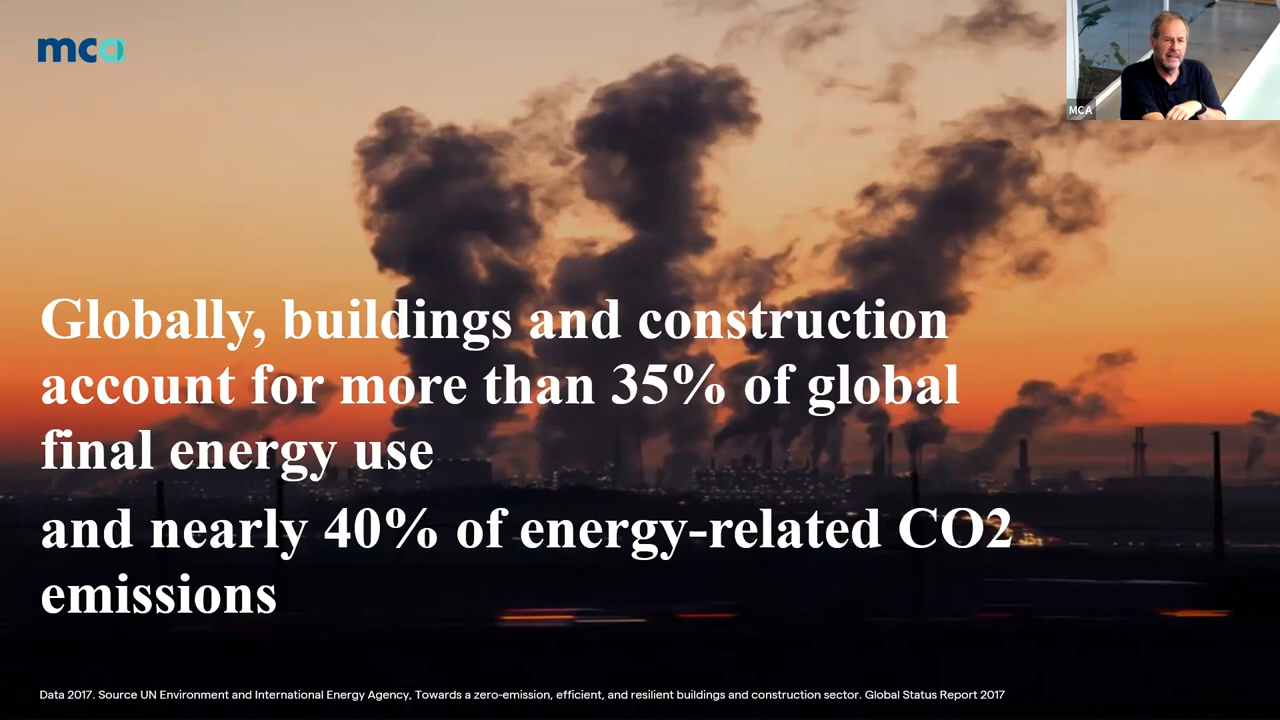 mca
MCA
Globally, buildings and construction
account for more than 35% of global
final energy use
and nearly 40% of energy-related CO2
emissions
Data 2017. Source UN Environment and International Energy Agency, Towards a zero-emission, efficient, and resilient buildings and construction sector. Global Status Report 2017